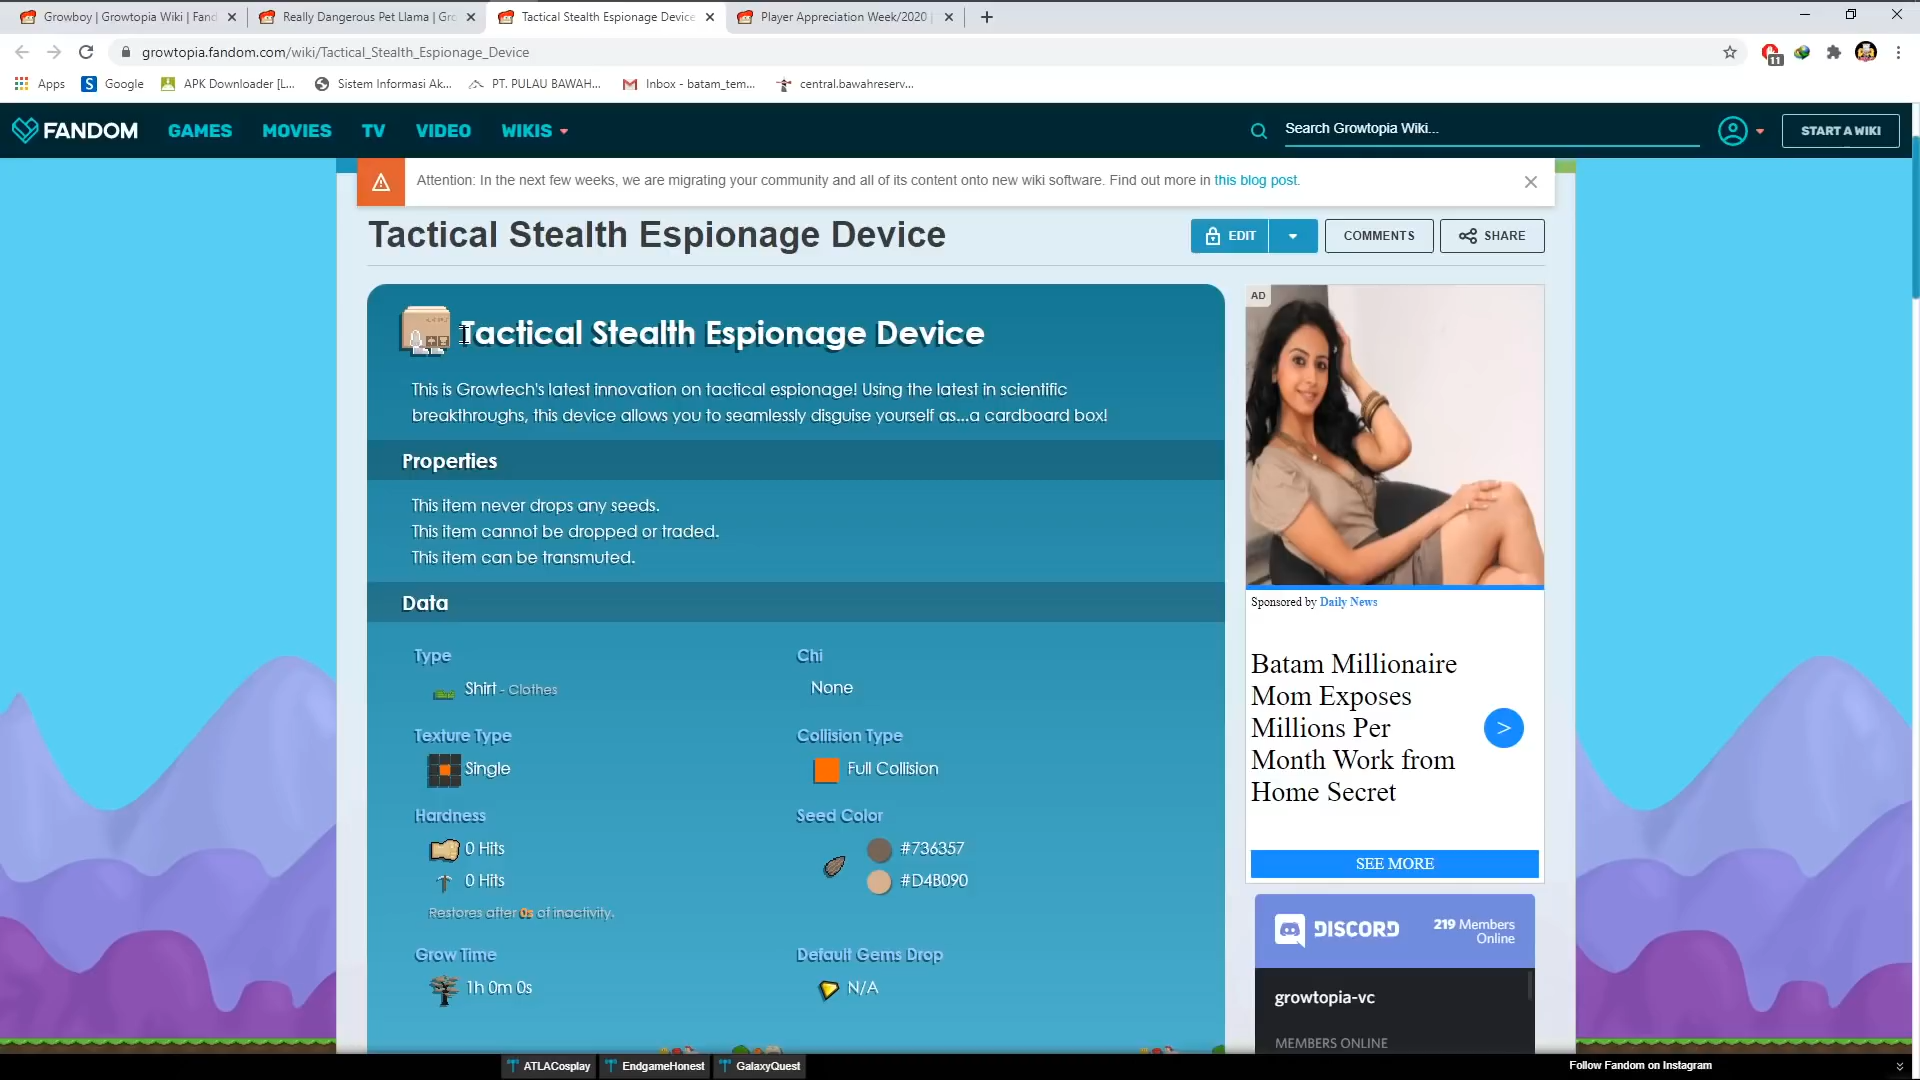 Growboy | Growtopia Wiki | Fand
Really Dangerous Pet Llama | Gro
Tactical Stealth Espionage Device
Player Appreciation Week/2020 |
growtopia.fandom.com/wiki/Tactical_Stealth_Espionage_Device
11
Apps
Google
APK Downloader [L...
Sistem Informasi Ak...
PT. PULAU BAWAH...
Inbox - batam_tem...
central.bawahreserv...
FANDOM
GAMES
MOVIES
TV
VIDEO
WIKIS
Search Growtopia Wiki...
START A WIKI
Attention: In the next few weeks, we are migrating your community and all of its content onto new wiki software. Find out more in this blog post.
Tactical Stealth Espionage Device
EDIT
COMMENTS
SHARE
Tactical Stealth Espionage Device
This is Growtech's latest innovation on tactical espionage! Using the latest in scientific
breakthroughs, this device allows you to seamlessly disguise yourself as...a cardboard box!
Properties
This item never drops any seeds.
This item cannot be dropped or traded.
This item can be transmuted.
Data
Type
Shirt - Clothes
Chi
None
Texture Type
Single
Collision Type
Full Collision
Hardness
0 Hits
0 Hits
Restores after 0s of inactivity.
Seed Color
#736357
#D4B090
Grow Time
1h 0m 0s
Default Gems Drop
N/A
AD
Sponsored by Daily News
Batam Millionaire
Mom Exposes
Millions Per
Month Work from
Home Secret
>
SEE MORE
DISCORD
219 Members
Online
growtopia-vc
MEMBERS ONLINE
ATLACosplay
EndgameHonest
GalaxyQuest
Follow Fandom on Instagram